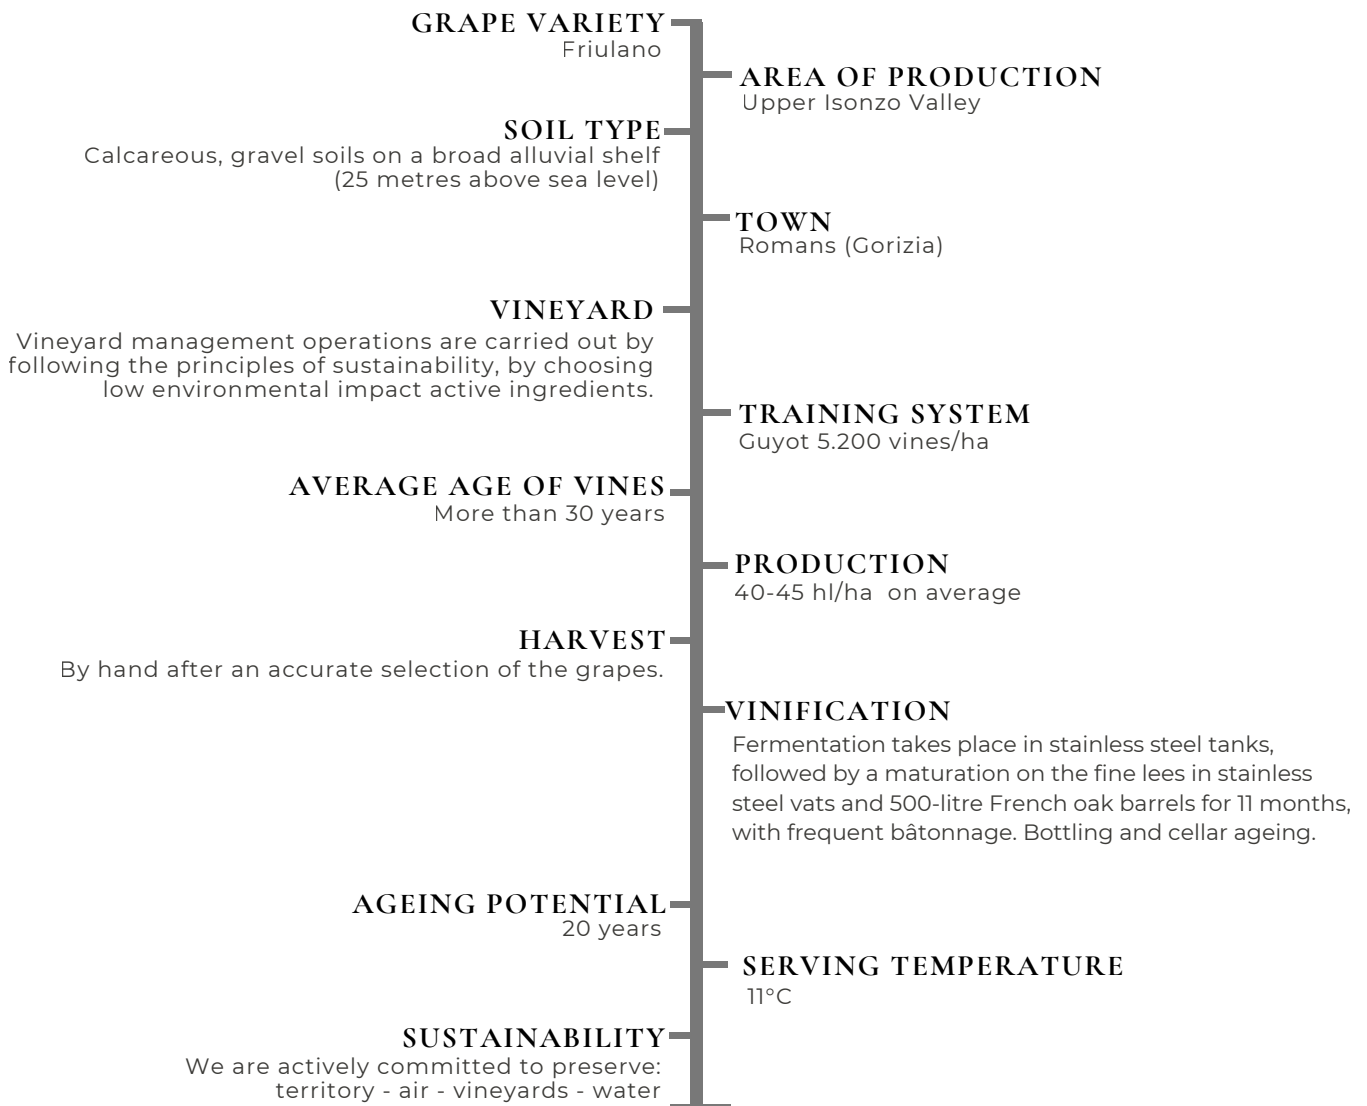 GRAPE VARIETY
Friulano
AREA OF PRODUCTION
Upper Isonzo Valley
SOIL TYPE
Calcareous, gravel soils on a broad alluvial shelf
(25 metres above sea level)
TOWN
Romans (Gorizia)
VINEYARD
Vineyard management operations are carried out by
following the principles of sustainability, by choosing
low environmental impact active ingredients.
TRAINING SYSTEM
Guyot 5.200 vines/ha
AVERAGE AGE OF VINES
More than 30 years
PRODUCTION
40-45 hl/ha on average
HARVEST
By hand after an accurate selection of the grapes.
VINIFICATION
Fermentation takes place in stainless steel tanks,
followed by a maturation on the fine lees in stainless
steel vats and 500-litre French oak barrels for 11 months,
with frequent bâtonnage. Bottling and cellar ageing.
AGEING POTENTIAL
20 years
SERVING TEMPERATURE
11°C
SUSTAINABILITY
We are actively committed to preserve:
territory - air - vineyards - water